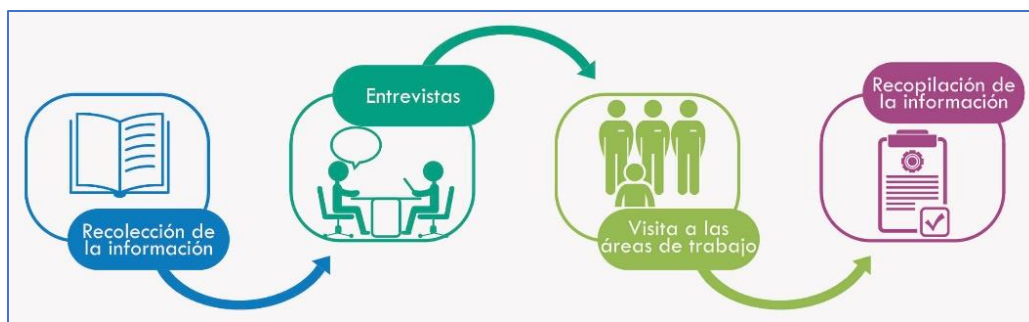 Recolección de
la información
Entrevistas
Visita a las
áreas de trabajo
Recopilación de
la información